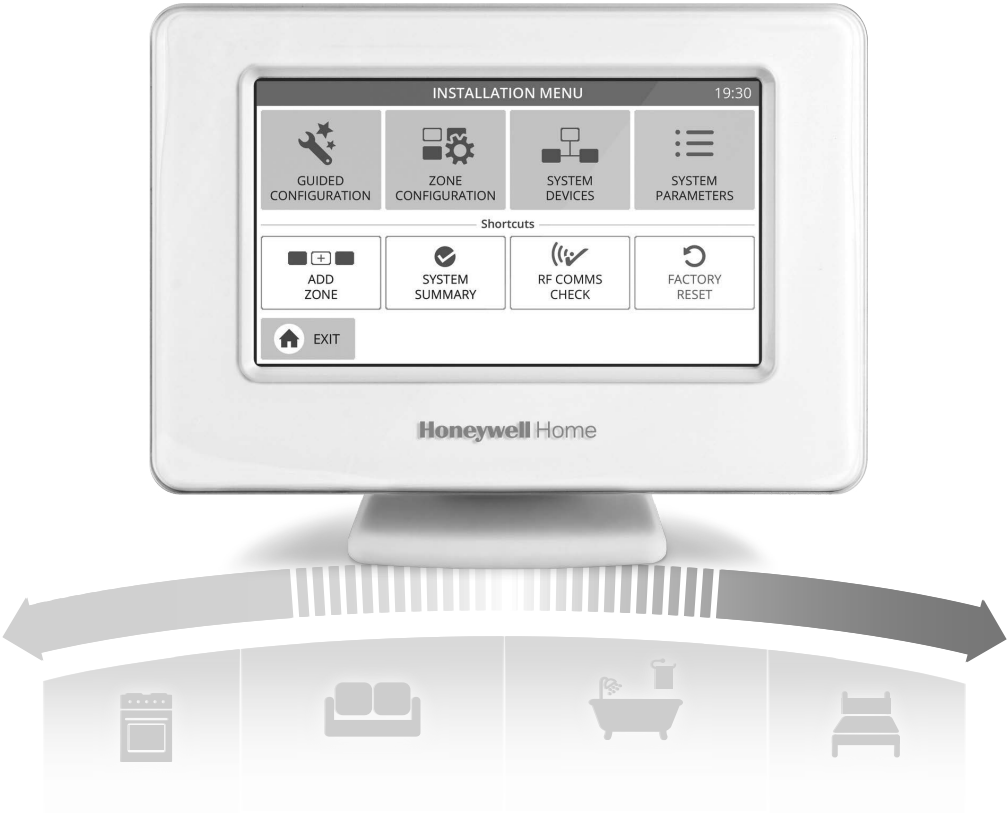 INSTALLATION MENU 19:30
GUIDED CONFIGURATION
ZONE CONFIGURATION
SYSTEM DEVICES
SYSTEM PARAMETERS
Shortcuts
ADD ZONE
SYSTEM SUMMARY
RF COMMS CHECK
FACTORY RESET
EXIT
Honeywell Home